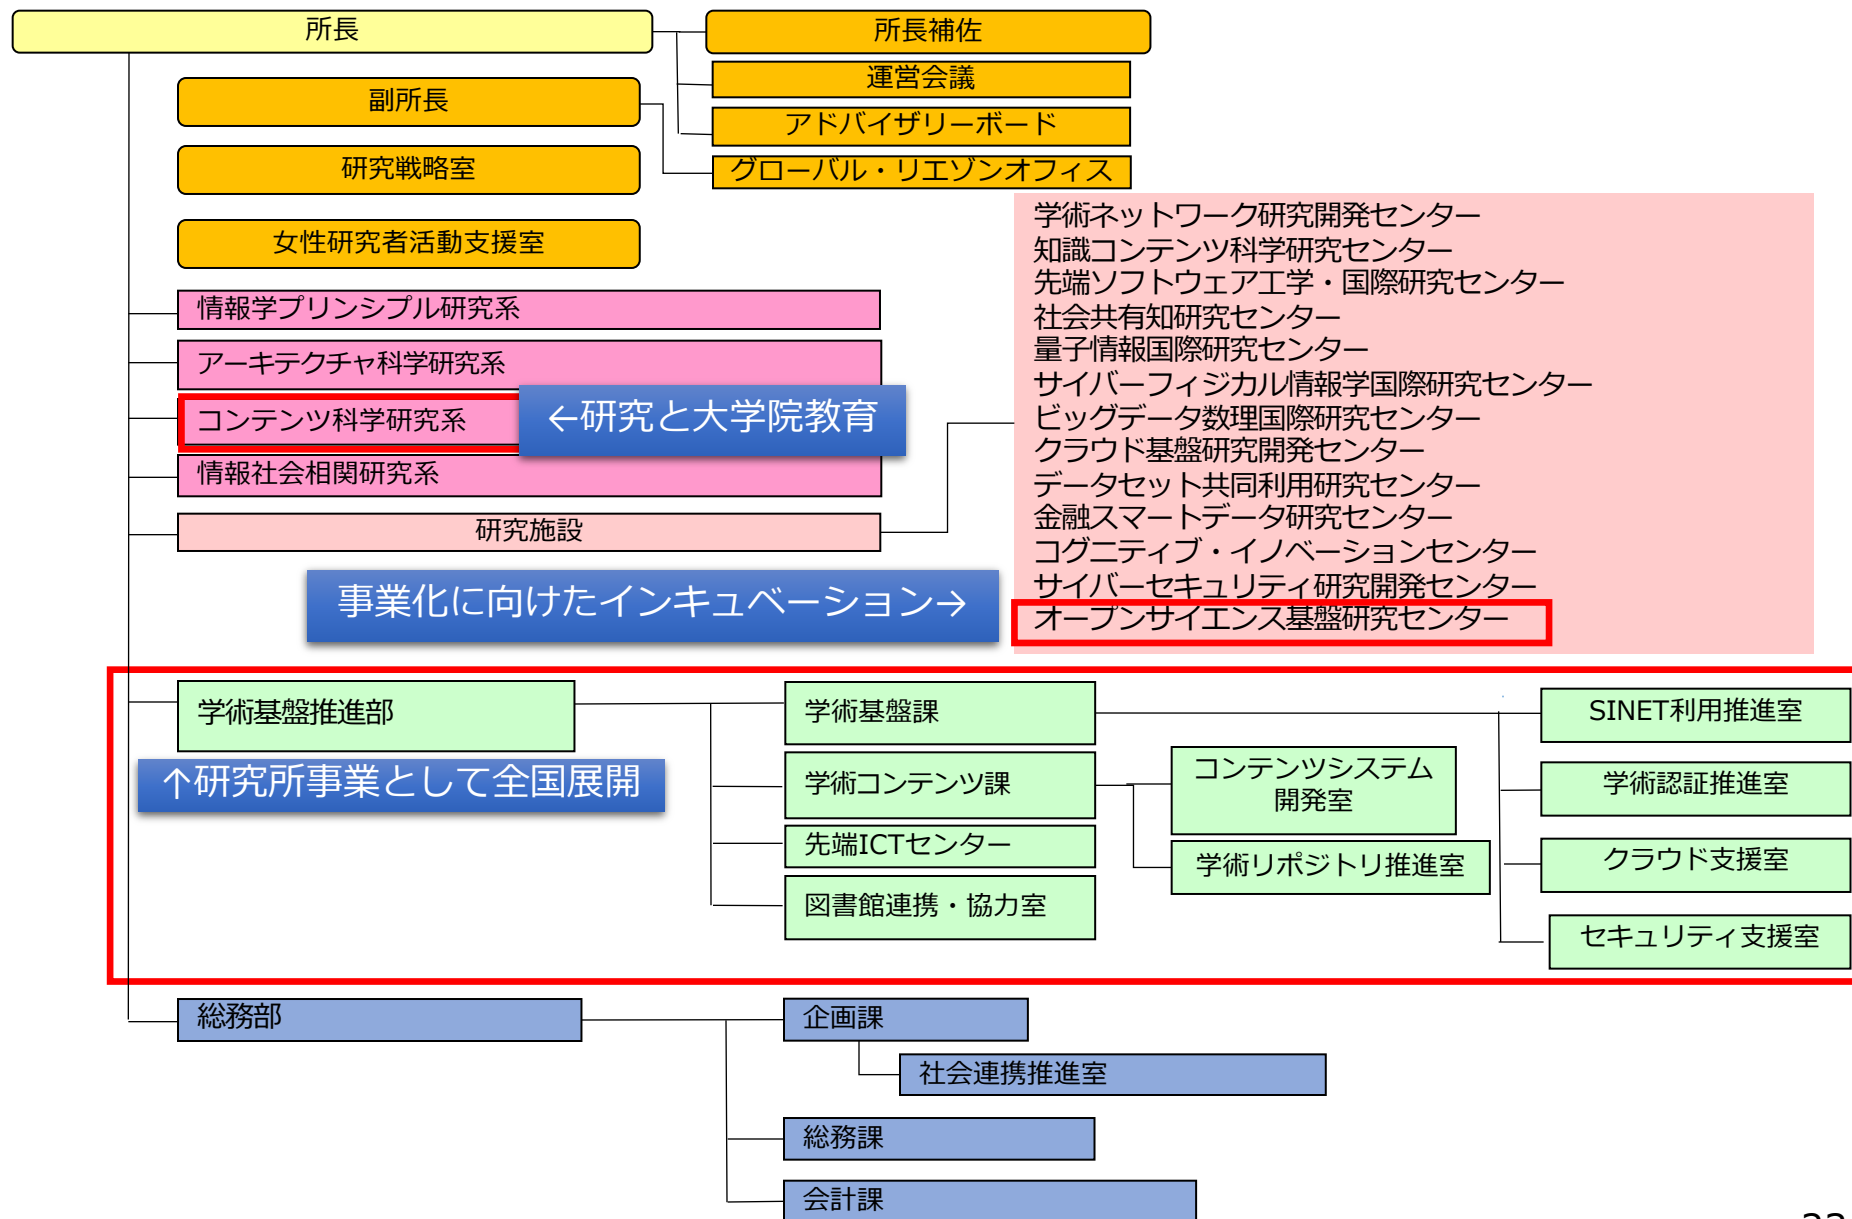 所長
所長補佐
運営会議
副所長
アドバイザリーボード
研究戦略室
グローバル・リエゾンオフィス
女性研究者活動支援室
学術ネットワーク研究開発センター
知識コンテンツ科学研究センター
先端ソフトウェア工学・国際研究センター
社会共有知研究センター
量子情報国際研究センター
サイバーフィジカル情報学国際研究センター
ビッグデータ数理国際研究センター
クラウド基盤研究開発センター
データセット共同利用研究センター
金融スマートデータ研究センター
コグニティブ・イノベーションセンター
サイバーセキュリティ研究開発センター
オープンサイエンス基盤研究センター
情報学プリンシプル研究系
アーキテクチャ科学研究系
コンテンツ科学研究系
←研究と大学院教育
情報社会相関研究系
研究施設
事業化に向けたインキュベーション→
学術基盤推進部
↑研究所事業として全国展開
学術基盤課
学術コンテンツ課
先端ICTセンター
図書館連携・協力室
コンテンツシステム
開発室
学術リポジトリ推進室
SINET利用推進室
学術認証推進室
クラウド支援室
セキュリティ支援室
総務部
企画課
社会連携推進室
総務課
会計課